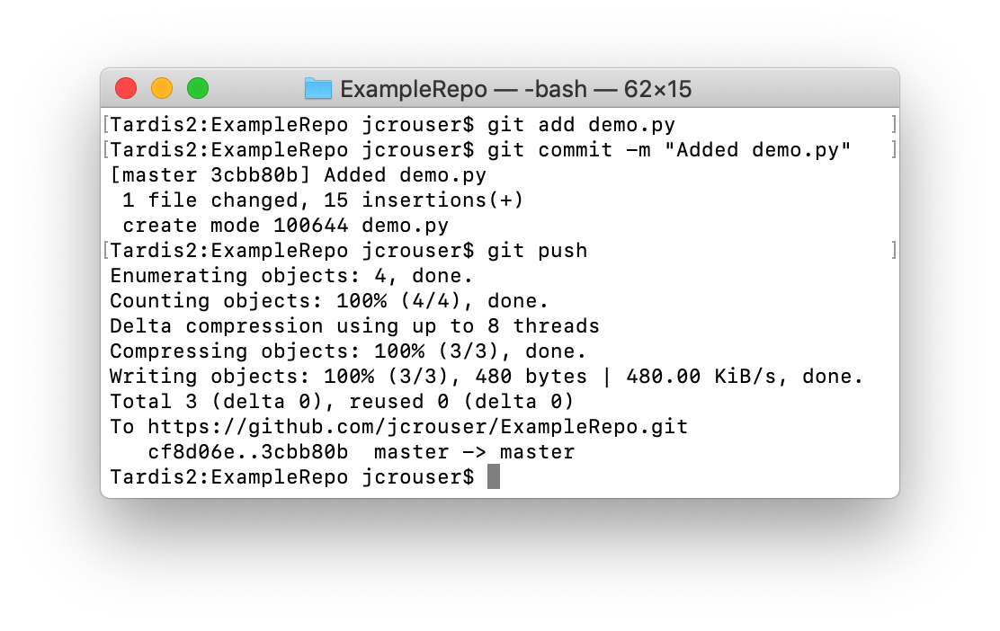 ExampleRepo — -bash — 62×15
[Tardis2:ExampleRepo jcrouser$ git add demo.py ]
[Tardis2:ExampleRepo jcrouser$ git commit -m "Added demo.py" ]
[master 3cbb80b] Added demo.py
 1 file changed, 15 insertions(+)
 create mode 100644 demo.py
[Tardis2:ExampleRepo jcrouser$ git push ]
Enumerating objects: 4, done.
Counting objects: 100% (4/4), done.
Delta compression using up to 8 threads
Compressing objects: 100% (3/3), done.
Writing objects: 100% (3/3), 480 bytes | 480.00 KiB/s, done.
Total 3 (delta 0), reused 0 (delta 0)
To https://github.com/jcrouser/ExampleRepo.git
   cf8d06e..3cbb80b  master -> master
Tardis2:ExampleRepo jcrouser$